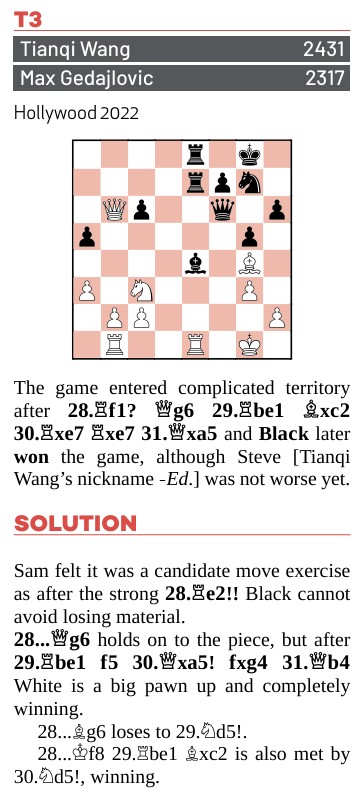 T3
Tianqi Wang 2431
Max Gedajlovic 2317
Hollywood 2022
The game entered complicated territory
after 28.♖f1? ♕g6 29.♖be1 ♗xc2
30.♖xe7 ♖xe7 31.♕xa5 and Black later
won the game, although Steve [Tianqi
Wang’s nickname -Ed.] was not worse yet.
SOLUTION
Sam felt it was a candidate move exercise
as after the strong 28.♖e2!! Black cannot
avoid losing material.
28...♕g6 holds on to the piece, but after
29.♖be1 f5 30.♕xa5! fxg4 31.♕b4
White is a big pawn up and completely
winning.
28...♗g6 loses to 29.♘d5!.
28...♔f8 29.♖be1 ♗xc2 is also met by
30.♘d5!, winning.